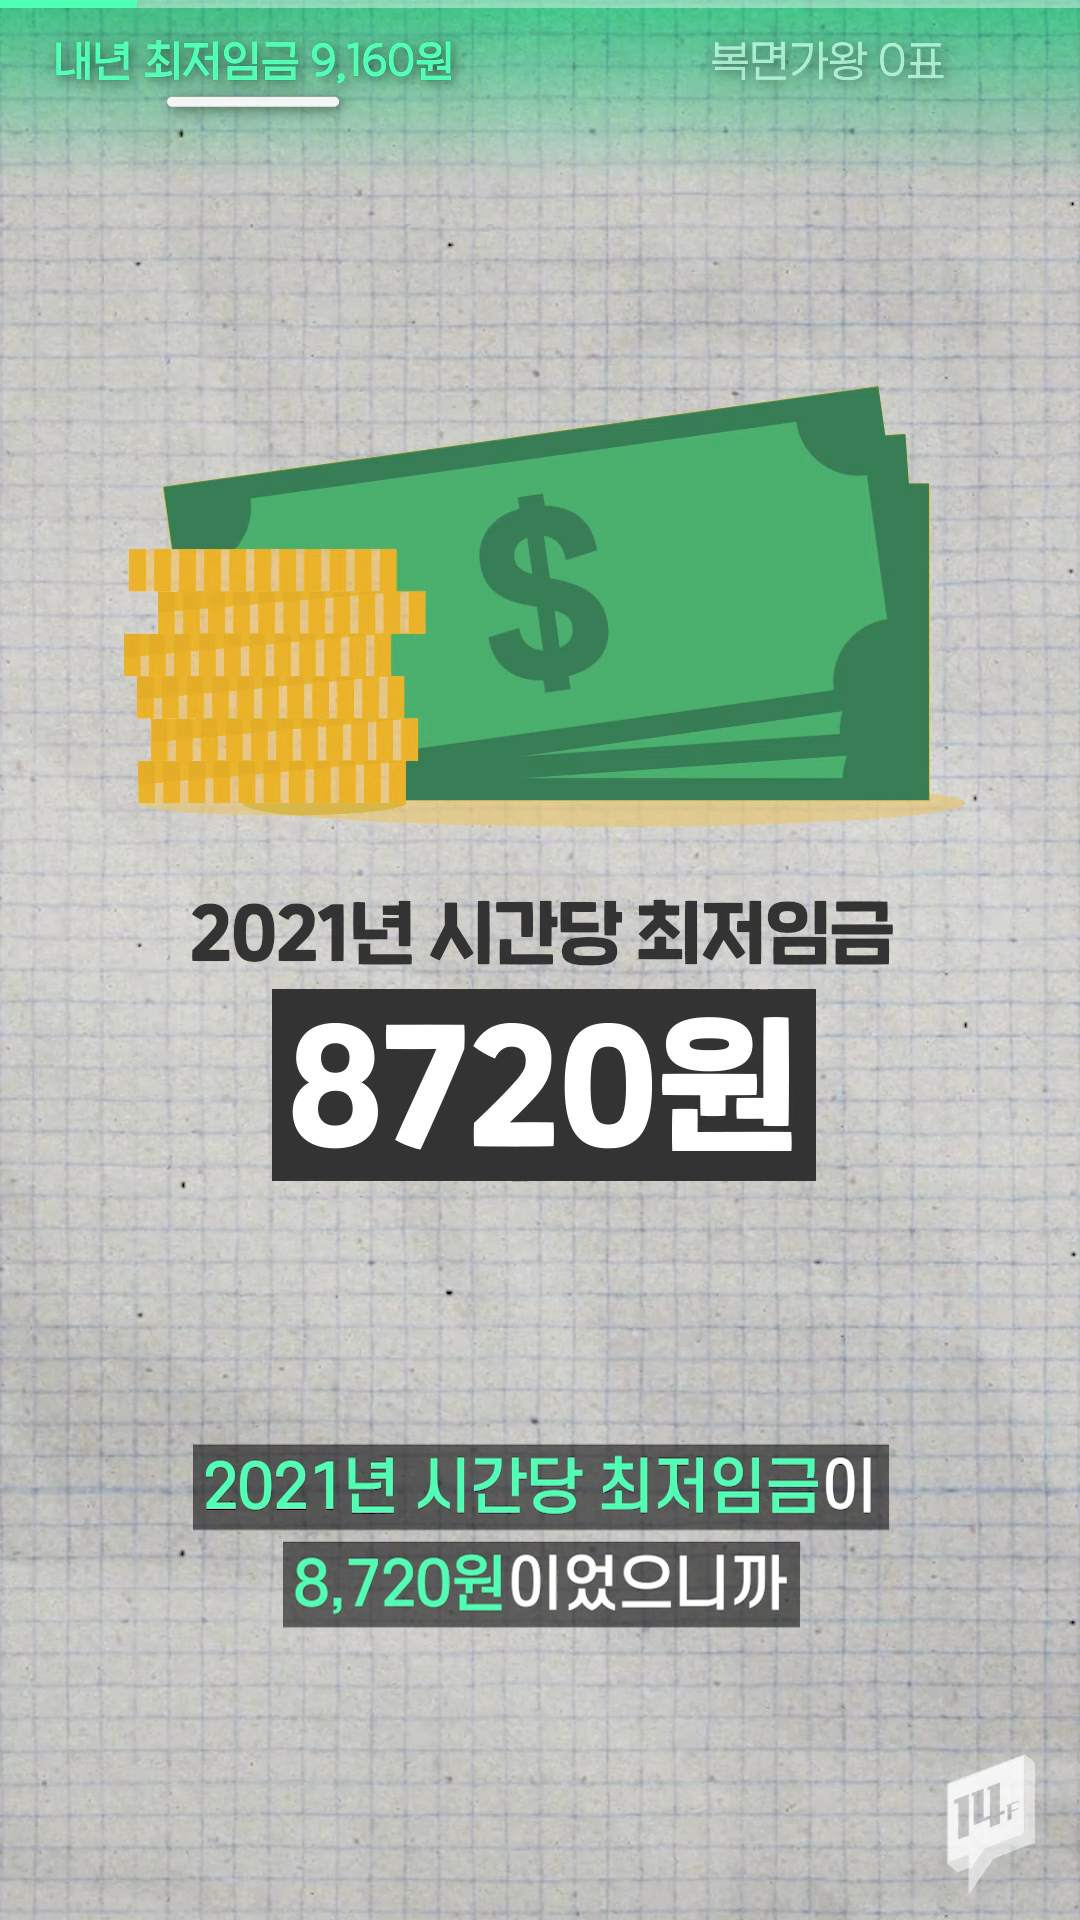 내년 최저임금 9,160원
복면가왕 0표
$
2021년 시간당 최저임금
8720원
2021년 시간당 최저임금이
8,720원이었으니까
14F